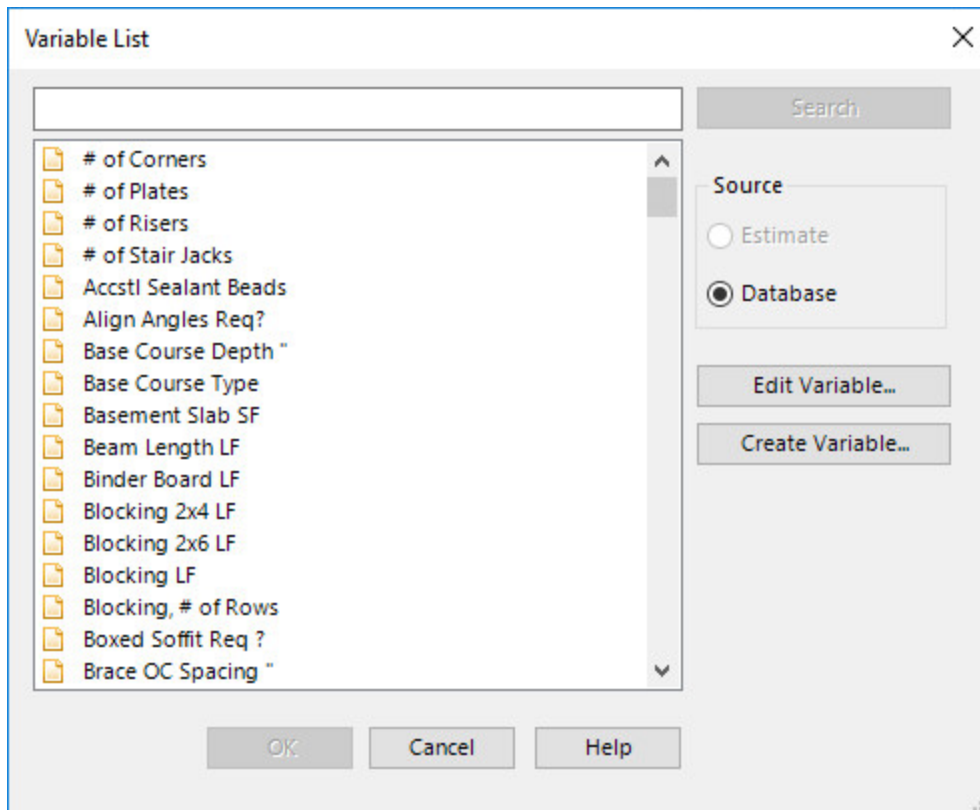 Variable List
Search
# of Corners
# of Plates
# of Risers
# of Stair Jacks
Accstl Sealant Beads
Align Angles Req?
Base Course Depth "
Base Course Type
Basement Slab SF
Beam Length LF
Binder Board LF
Blocking 2x4 LF
Blocking 2x6 LF
Blocking LF
Blocking, # of Rows
Boxed Soffit Req ?
Brace OC Spacing "
Source
Estimate
Database
Edit Variable...
Create Variable...
OK
Cancel
Help